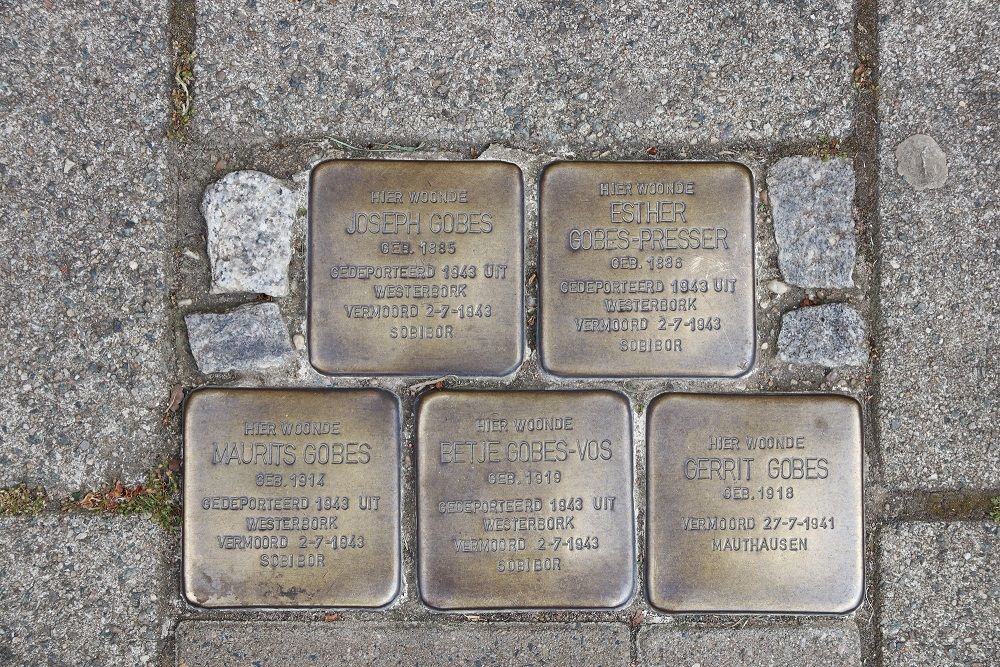 HIER WOONDE
JOSEPH GOBES
GEB. 1885
GEDEPORTEERD 1943 UIT
WESTERBORK
VERMOORD 2-7-1943
SOBIBOR
HIER WOONDE
ESTHER
GOBES-PRESSER
GEB. 1886
GEDEPORTEERD 1943 UIT
WESTERBORK
VERMOORD 2-7-1943
SOBIBOR
HIER WOONDE
MAURITS GOBES
GEB. 1914
GEDEPORTEERD 1943 UIT
WESTERBORK
VERMOORD 2-7-1943
SOBIBOR
HIER WOONDE
BETJE GOBES-VOS
GEB. 1919
GEDEPORTEERD 1943 UIT
WESTERBORK
VERMOORD 2-7-1943
SOBIBOR
HIER WOONDE
GERRIT GOBES
GEB. 1918
VERMOORD 27-7-1941
MAUTHAUSEN